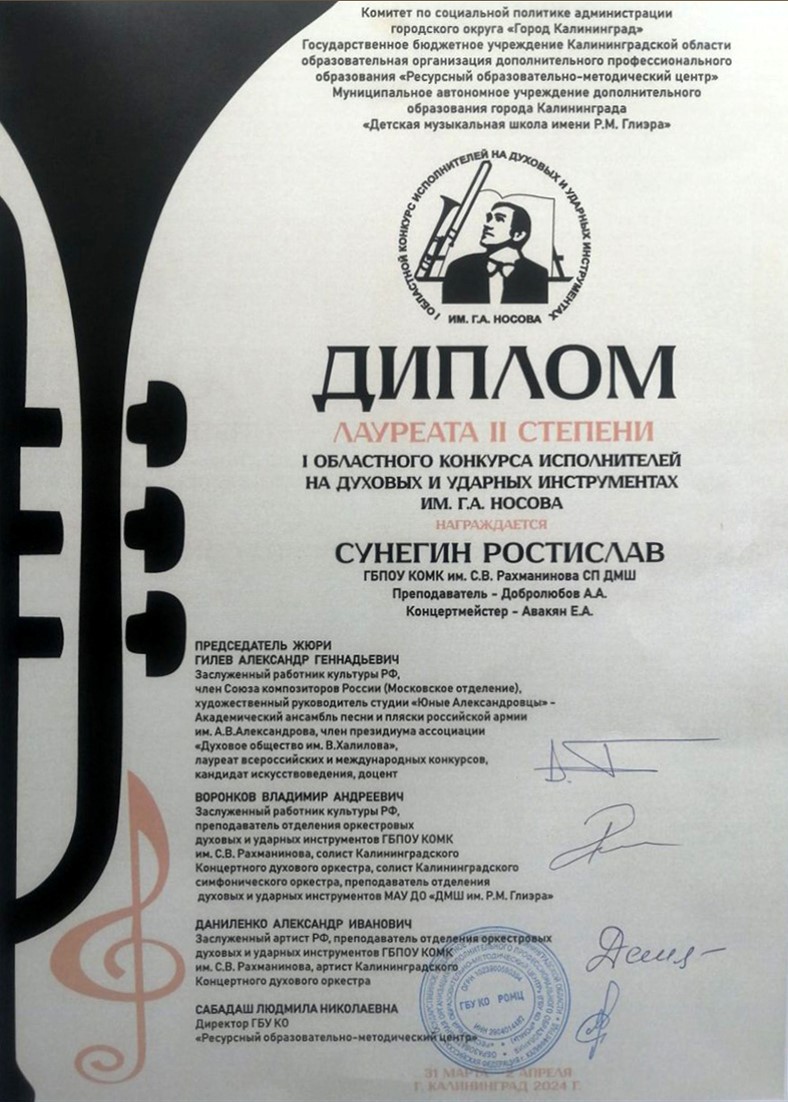 Комитет по социальной политике администрации
городского округа «Город Калининград»
Государственное бюджетное учреждение Калининградской области
образовательная организация дополнительного профессионального
образования «Ресурсный образовательно-методический центр»
Муниципальное автономное учреждение дополнительного
образования города Калининграда
«Детская музыкальная школа имени Р.М. Глиэра»
I ОБЛАСТНОЙ КОНКУРС ИСПОЛНИТЕЛЕЙ НА ДУХОВЫХ И УДАРНЫХ ИНСТРУМЕНТАХ
ИМ. Г.А. НОСОВА
ДИПЛОМ
ЛАУРЕАТА II СТЕПЕНИ
I ОБЛАСТНОГО КОНКУРСА ИСПОЛНИТЕЛЕЙ
НА ДУХОВЫХ И УДАРНЫХ ИНСТРУМЕНТАХ
ИМ. Г.А. НОСОВА
НАГРАЖДАЕТСЯ
СУНЕГИН РОСТИСЛАВ
ГБПОУ КОМК им. С.В. Рахманинова СП ДМШ
Преподаватель - Добролюбов А.А.
Концертмейстер - Авакян Е.А.
ПРЕДСЕДАТЕЛЬ ЖЮРИ
ГИЛЕВ АЛЕКСАНДР ГЕННАДЬЕВИЧ
Заслуженный работник культуры РФ,
член Союза композиторов России (Московское отделение),
художественный руководитель студии «Юные Александровцы» -
Академический ансамбль песни и пляски российской армии
им. А.В.Александрова, член президиума ассоциации
«Духовое общество им. В.Халилова»,
лауреат всероссийских и международных конкурсов,
кандидат искусствоведения, доцент
ВОРОНКОВ ВЛАДИМИР АНДРЕЕВИЧ
Заслуженный работник культуры РФ,
преподаватель отделения оркестровых
духовых и ударных инструментов ГБПОУ КОМК
им. С.В. Рахманинова, солист Калининградского
Концертного духового оркестра, солист Калининградского
симфонического оркестра, преподаватель отделения
духовых и ударных инструментов МАУ ДО «ДМШ им. Р.М. Глиэра»
ДАНИЛЕНКО АЛЕКСАНДР ИВАНОВИЧ
Заслуженный артист РФ, преподаватель отделения оркестровых
духовых и ударных инструментов ГБПОУ КОМК
им. С.В. Рахманинова, артист Калининградского
Концертного духового оркестра
САБАДАШ ЛЮДМИЛА НИКОЛАЕВНА
Директор ГБУ КО
«Ресурсный образовательно-методический центр»
ГБУ КО РОМЦ
31 МАРТА - 2 АПРЕЛЯ
Г. КАЛИНИНГРАД 2024 Г.